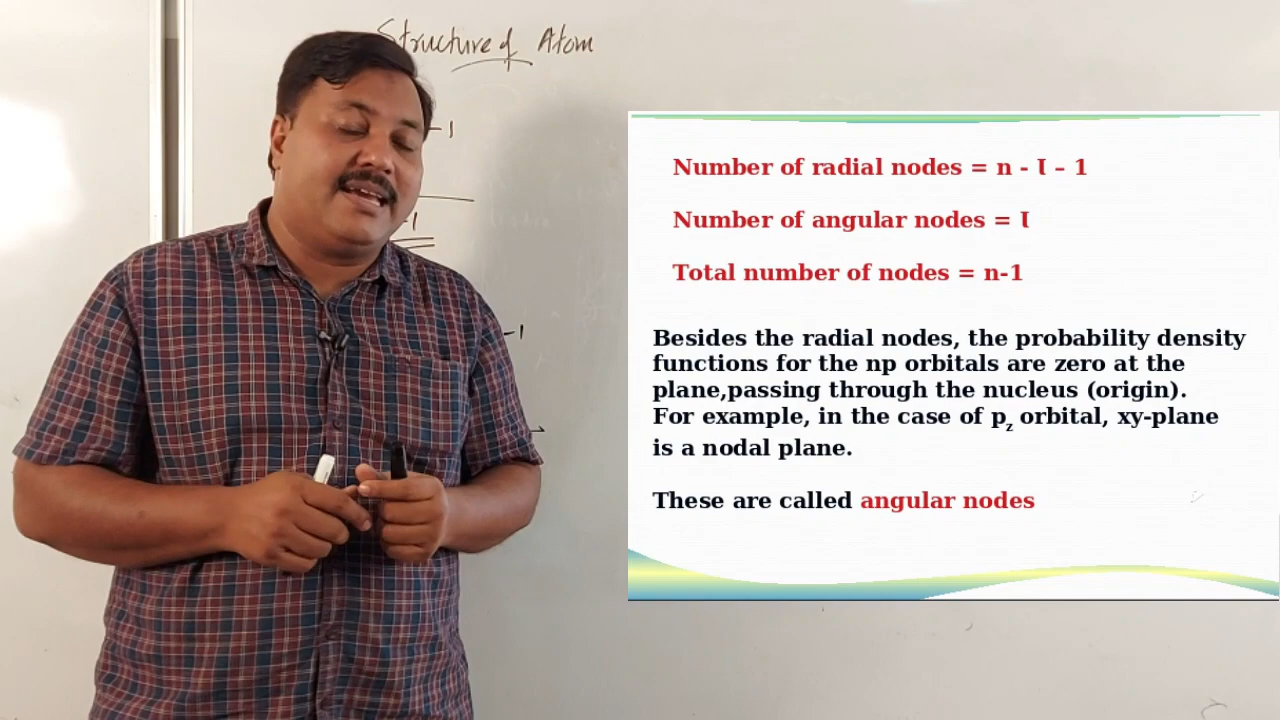 Structure of Atom
-1
-1
-1
Number of radial nodes = n - l – 1
Number of angular nodes = l
Total number of nodes = n-1
Besides the radial nodes, the probability density
functions for the np orbitals are zero at the
plane,passing through the nucleus (origin).
For example, in the case of pz orbital, xy-plane
is a nodal plane.
These are called angular nodes